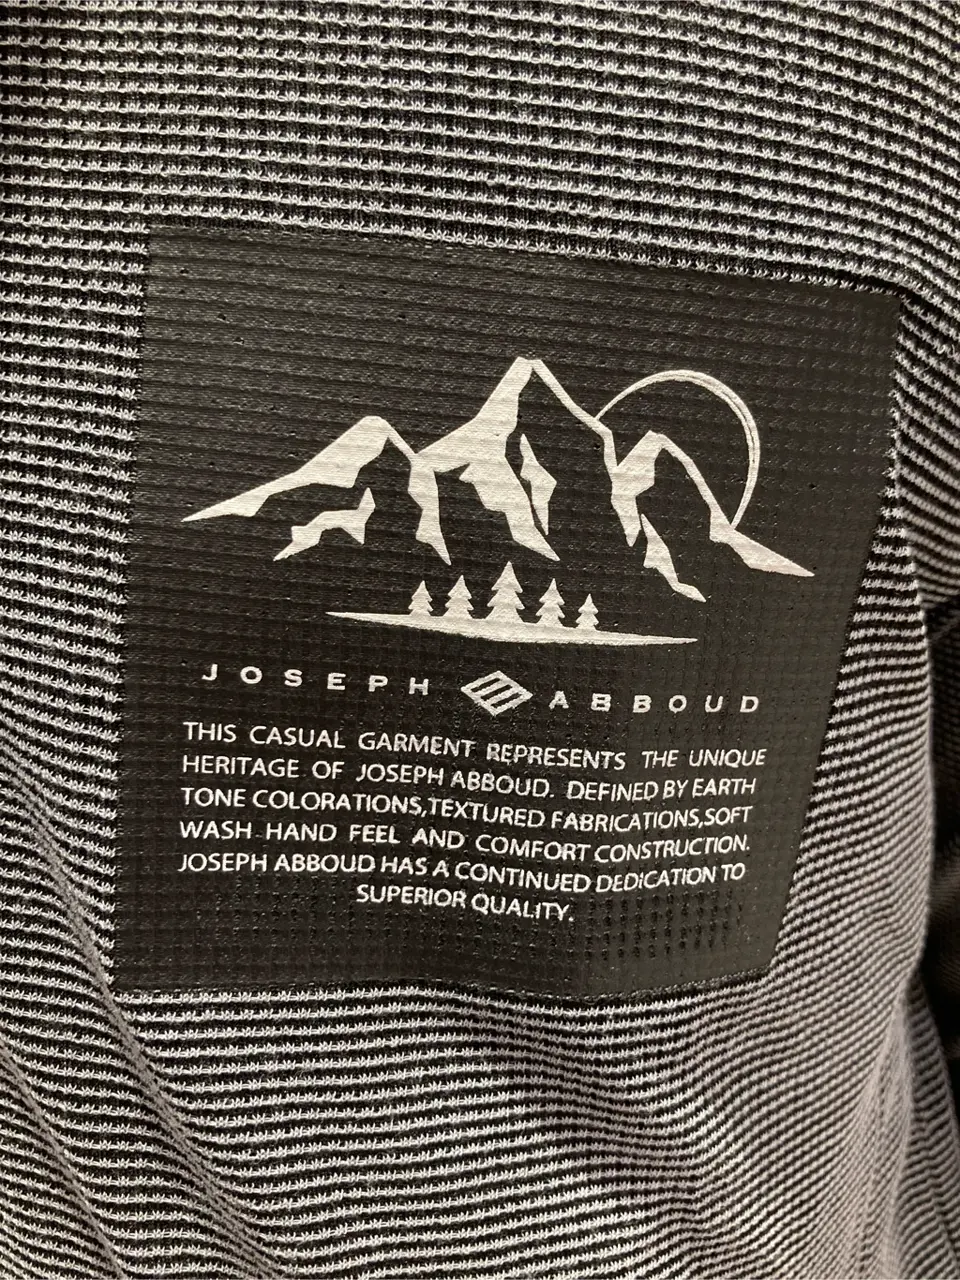 JOSEPH ABBOUD
THIS CASUAL GARMENT REPRESENTS THE UNIQUE
HERITAGE OF JOSEPH ABBOUD. DEFINED BY EARTH
TONE COLORATIONS,TEXTURED FABRICATIONS,SOFT
WASH HAND FEEL AND COMFORT CONSTRUCTION.
JOSEPH ABBOUD HAS A CONTINUED DEDiCATION TO
SUPERIOR QUALITY.